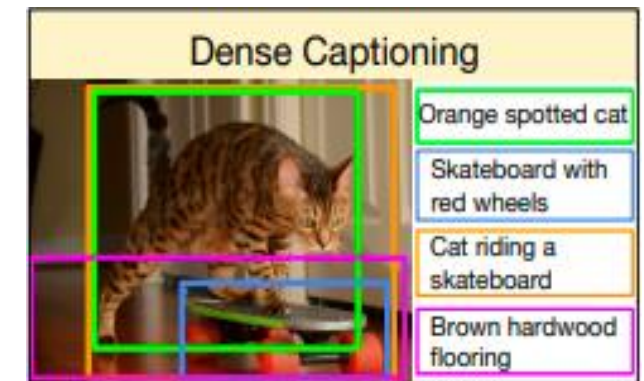 Dense Captioning
Orange spotted cat
Skateboard with
red wheels
Cat riding a
skateboard
Brown hardwood
flooring